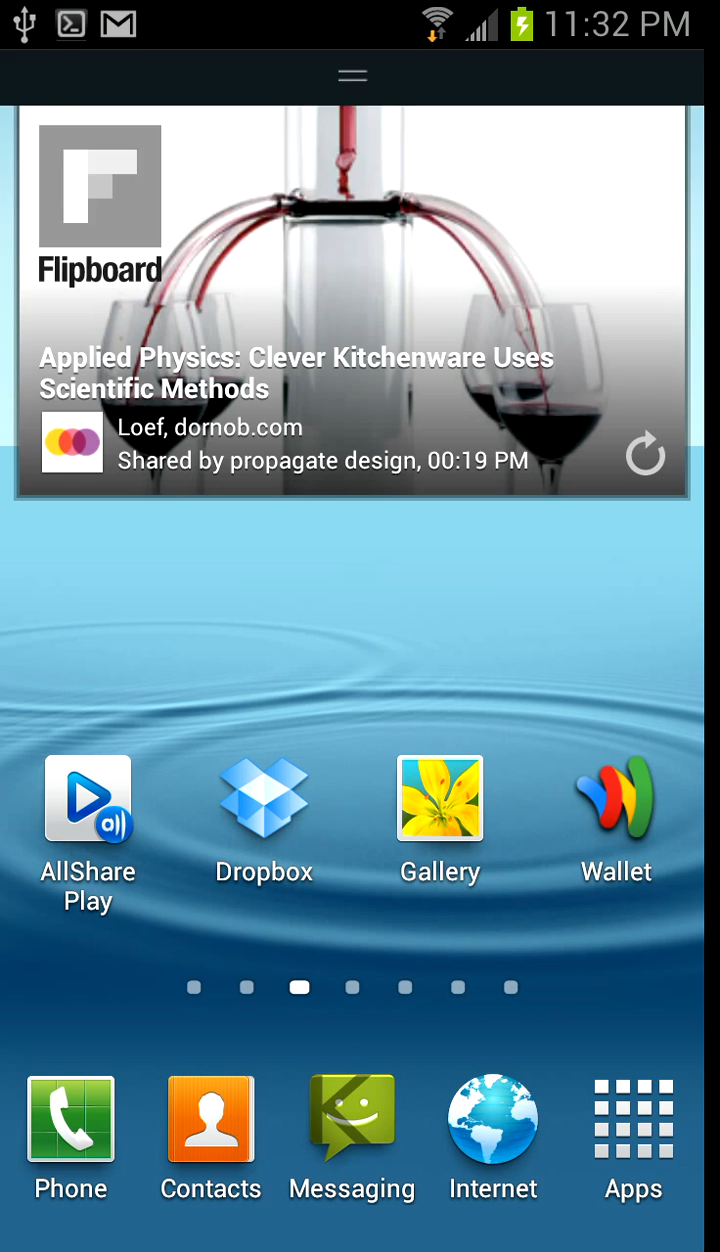 11:32 PM
Flipboard
Applied Physics: Clever Kitchenware Uses
Scientific Methods
Loef, dornob.com
Shared by propagate design, 00:19 PM
AllShare
Play
Dropbox
Gallery
Wallet
Phone
Contacts
Messaging
Internet
Apps